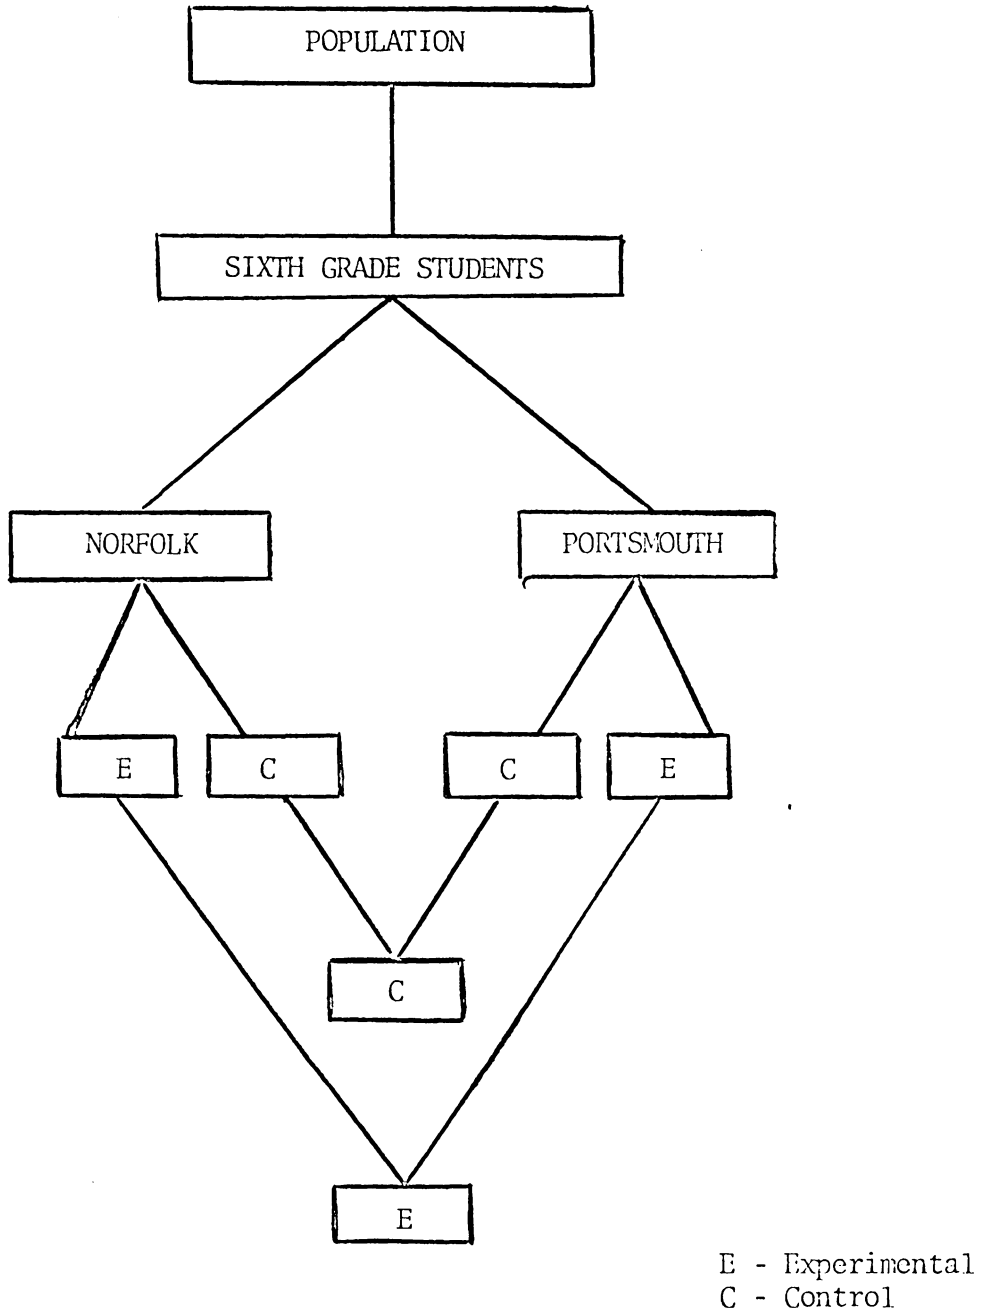 POPULATION
SIXTH GRADE STUDENTS
NORFOLK
PORTSMOUTH
E
C
C
E
C
E
E - Experimental
C - Control